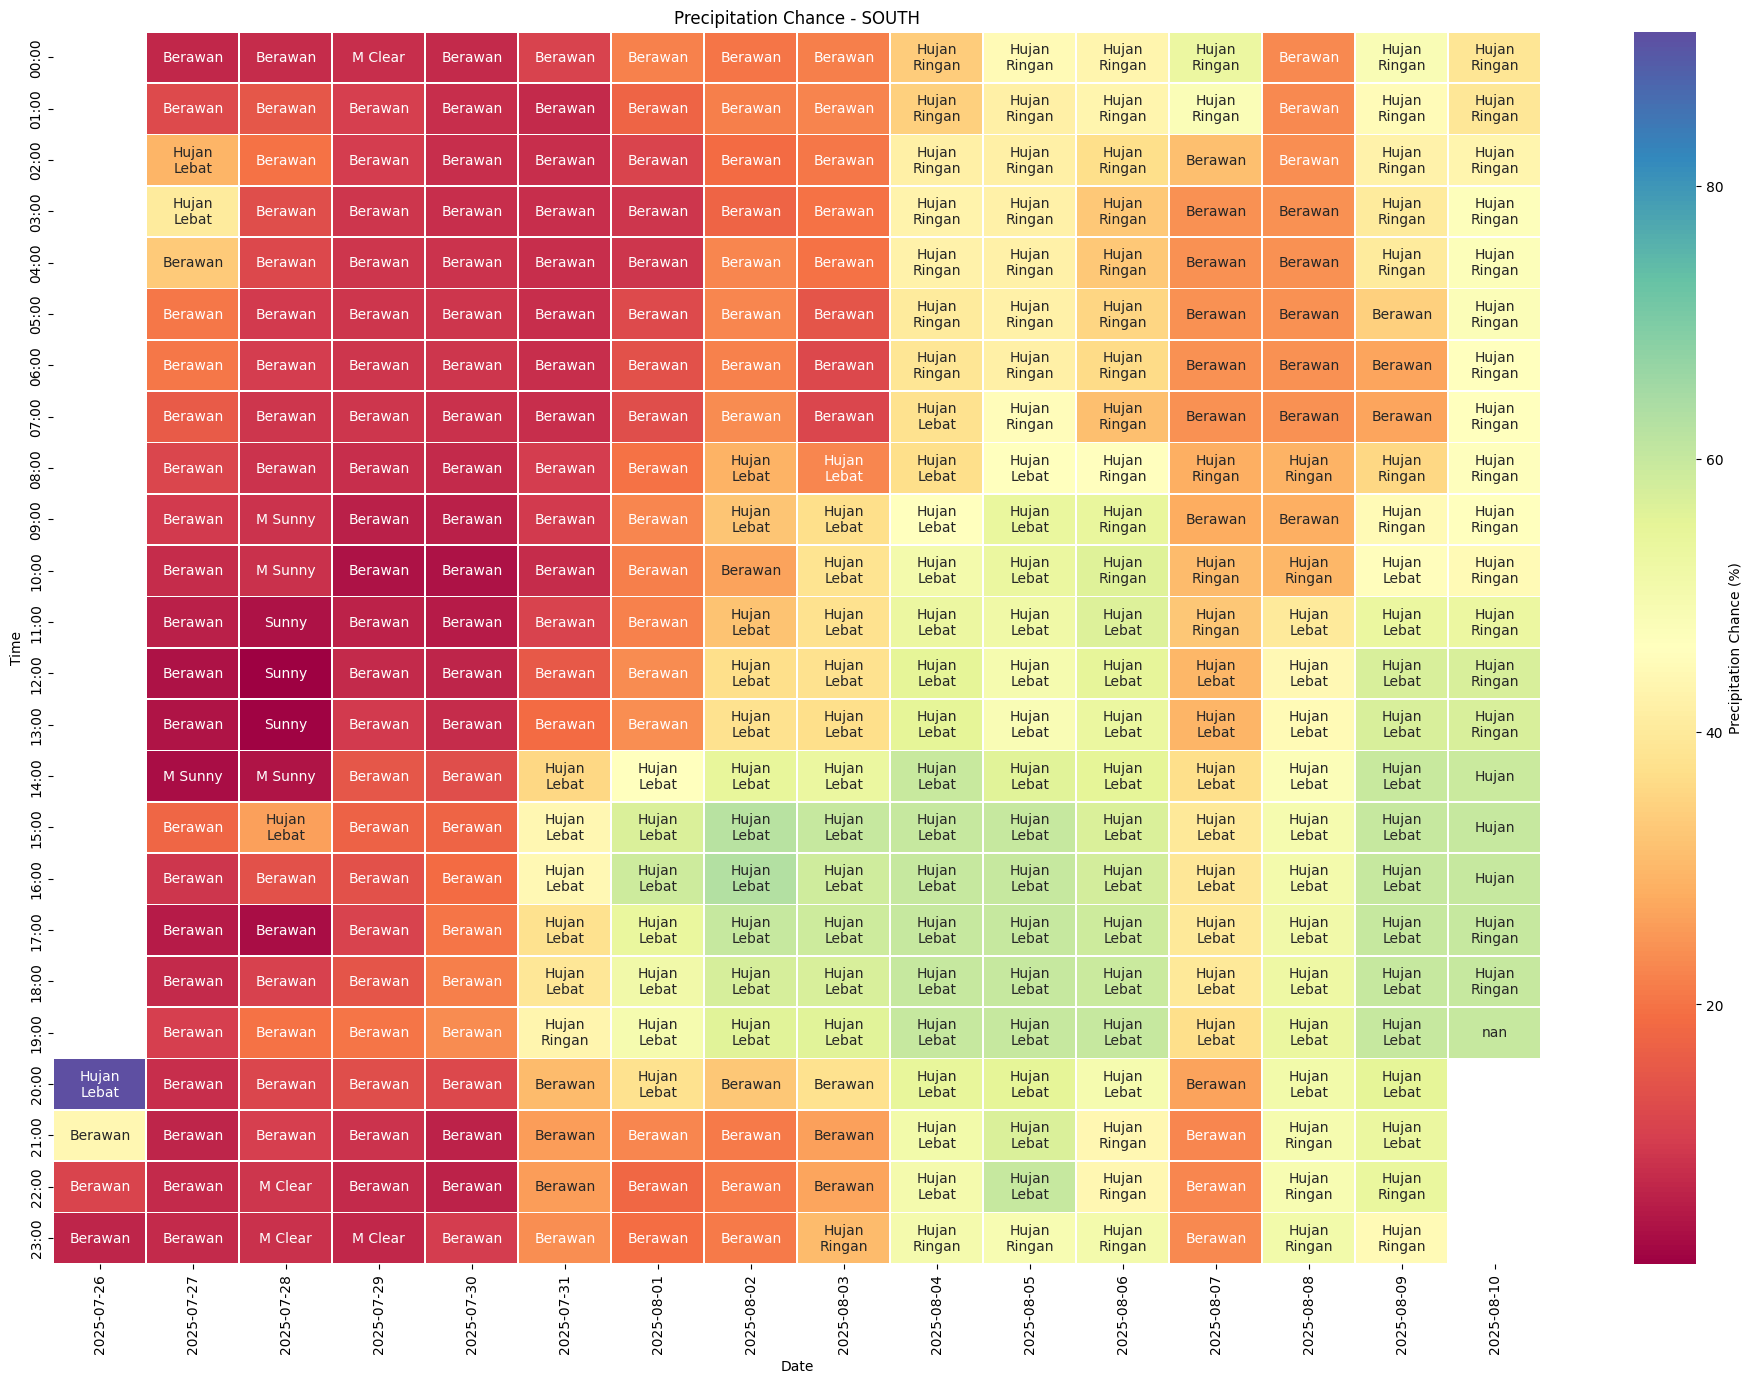 Precipitation Chance - SOUTH
00:00 Berawan Berawan M Clear Berawan Berawan Berawan Berawan Berawan Hujan Ringan Hujan Ringan Hujan Ringan Hujan Ringan Berawan Hujan Ringan Hujan Ringan
01:00 Berawan Berawan Berawan Berawan Berawan Berawan Berawan Berawan Hujan Ringan Hujan Ringan Hujan Ringan Hujan Ringan Berawan Hujan Ringan Hujan Ringan
02:00 Hujan Lebat Berawan Berawan Berawan Berawan Berawan Berawan Berawan Hujan Ringan Hujan Ringan Hujan Ringan Berawan Berawan Hujan Ringan Hujan Ringan
03:00 Hujan Lebat Berawan Berawan Berawan Berawan Berawan Berawan Berawan Hujan Ringan Hujan Ringan Hujan Ringan Berawan Berawan Hujan Ringan Hujan Ringan
04:00 Berawan Berawan Berawan Berawan Berawan Berawan Berawan Berawan Hujan Ringan Hujan Ringan Hujan Ringan Berawan Berawan Hujan Ringan Hujan Ringan
05:00 Berawan Berawan Berawan Berawan Berawan Berawan Berawan Berawan Hujan Ringan Hujan Ringan Hujan Ringan Berawan Berawan Berawan Hujan Ringan
06:00 Berawan Berawan Berawan Berawan Berawan Berawan Berawan Berawan Hujan Ringan Hujan Ringan Hujan Ringan Berawan Berawan Berawan Hujan Ringan
07:00 Berawan Berawan Berawan Berawan Berawan Berawan Berawan Berawan Hujan Lebat Hujan Ringan Hujan Ringan Berawan Berawan Berawan Hujan Ringan
08:00 Berawan Berawan Berawan Berawan Berawan Berawan Hujan Lebat Hujan Lebat Hujan Lebat Hujan Lebat Hujan Ringan Hujan Ringan Hujan Ringan Hujan Ringan Hujan Ringan
09:00 Berawan M Sunny Berawan Berawan Berawan Berawan Hujan Lebat Hujan Lebat Hujan Lebat Hujan Lebat Hujan Ringan Berawan Berawan Hujan Ringan Hujan Ringan
10:00 Berawan M Sunny Berawan Berawan Berawan Berawan Berawan Hujan Lebat Hujan Lebat Hujan Lebat Hujan Ringan Hujan Ringan Hujan Ringan Hujan Lebat Hujan Ringan
11:00 Berawan Sunny Berawan Berawan Berawan Berawan Hujan Lebat Hujan Lebat Hujan Lebat Hujan Lebat Hujan Lebat Hujan Ringan Hujan Lebat Hujan Lebat Hujan Ringan
12:00 Berawan Sunny Berawan Berawan Berawan Berawan Hujan Lebat Hujan Lebat Hujan Lebat Hujan Lebat Hujan Lebat Hujan Lebat Hujan Lebat Hujan Lebat Hujan Ringan
13:00 Berawan Sunny Berawan Berawan Berawan Berawan Hujan Lebat Hujan Lebat Hujan Lebat Hujan Lebat Hujan Lebat Hujan Lebat Hujan Lebat Hujan Lebat Hujan Ringan
14:00 M Sunny M Sunny Berawan Berawan Hujan Lebat Hujan Lebat Hujan Lebat Hujan Lebat Hujan Lebat Hujan Lebat Hujan Lebat Hujan Lebat Hujan Lebat Hujan Lebat Hujan
15:00 Berawan Hujan Lebat Berawan Berawan Hujan Lebat Hujan Lebat Hujan Lebat Hujan Lebat Hujan Lebat Hujan Lebat Hujan Lebat Hujan Lebat Hujan Lebat Hujan Lebat Hujan
16:00 Berawan Berawan Berawan Berawan Hujan Lebat Hujan Lebat Hujan Lebat Hujan Lebat Hujan Lebat Hujan Lebat Hujan Lebat Hujan Lebat Hujan Lebat Hujan Lebat Hujan
17:00 Berawan Berawan Berawan Berawan Hujan Lebat Hujan Lebat Hujan Lebat Hujan Lebat Hujan Lebat Hujan Lebat Hujan Lebat Hujan Lebat Hujan Lebat Hujan Lebat Hujan Ringan
18:00 Berawan Berawan Berawan Berawan Hujan Lebat Hujan Lebat Hujan Lebat Hujan Lebat Hujan Lebat Hujan Lebat Hujan Lebat Hujan Lebat Hujan Lebat Hujan Lebat Hujan Ringan
19:00 Berawan Berawan Berawan Berawan Hujan Ringan Hujan Lebat Hujan Lebat Hujan Lebat Hujan Lebat Hujan Lebat Hujan Lebat Hujan Lebat Hujan Lebat Hujan Lebat nan
20:00 Hujan Lebat Berawan Berawan Berawan Berawan Berawan Hujan Lebat Berawan Berawan Hujan Lebat Hujan Lebat Hujan Lebat Berawan Hujan Lebat Hujan Lebat
21:00 Berawan Berawan Berawan Berawan Berawan Berawan Berawan Berawan Berawan Hujan Lebat Hujan Lebat Hujan Ringan Berawan Hujan Ringan Hujan Lebat
22:00 Berawan Berawan M Clear Berawan Berawan Berawan Berawan Berawan Berawan Hujan Lebat Hujan Lebat Hujan Ringan Berawan Hujan Ringan Hujan Ringan
23:00 Berawan Berawan M Clear M Clear Berawan Berawan Berawan Berawan Hujan Ringan Hujan Ringan Hujan Ringan Hujan Ringan Berawan Hujan Ringan Hujan Ringan
2025-07-26 2025-07-27 2025-07-28 2025-07-29 2025-07-30 2025-07-31 2025-08-01 2025-08-02 2025-08-03 2025-08-04 2025-08-05 2025-08-06 2025-08-07 2025-08-08 2025-08-09 2025-08-10
Date
Time
80
60
40
20
Precipitation Chance (%)